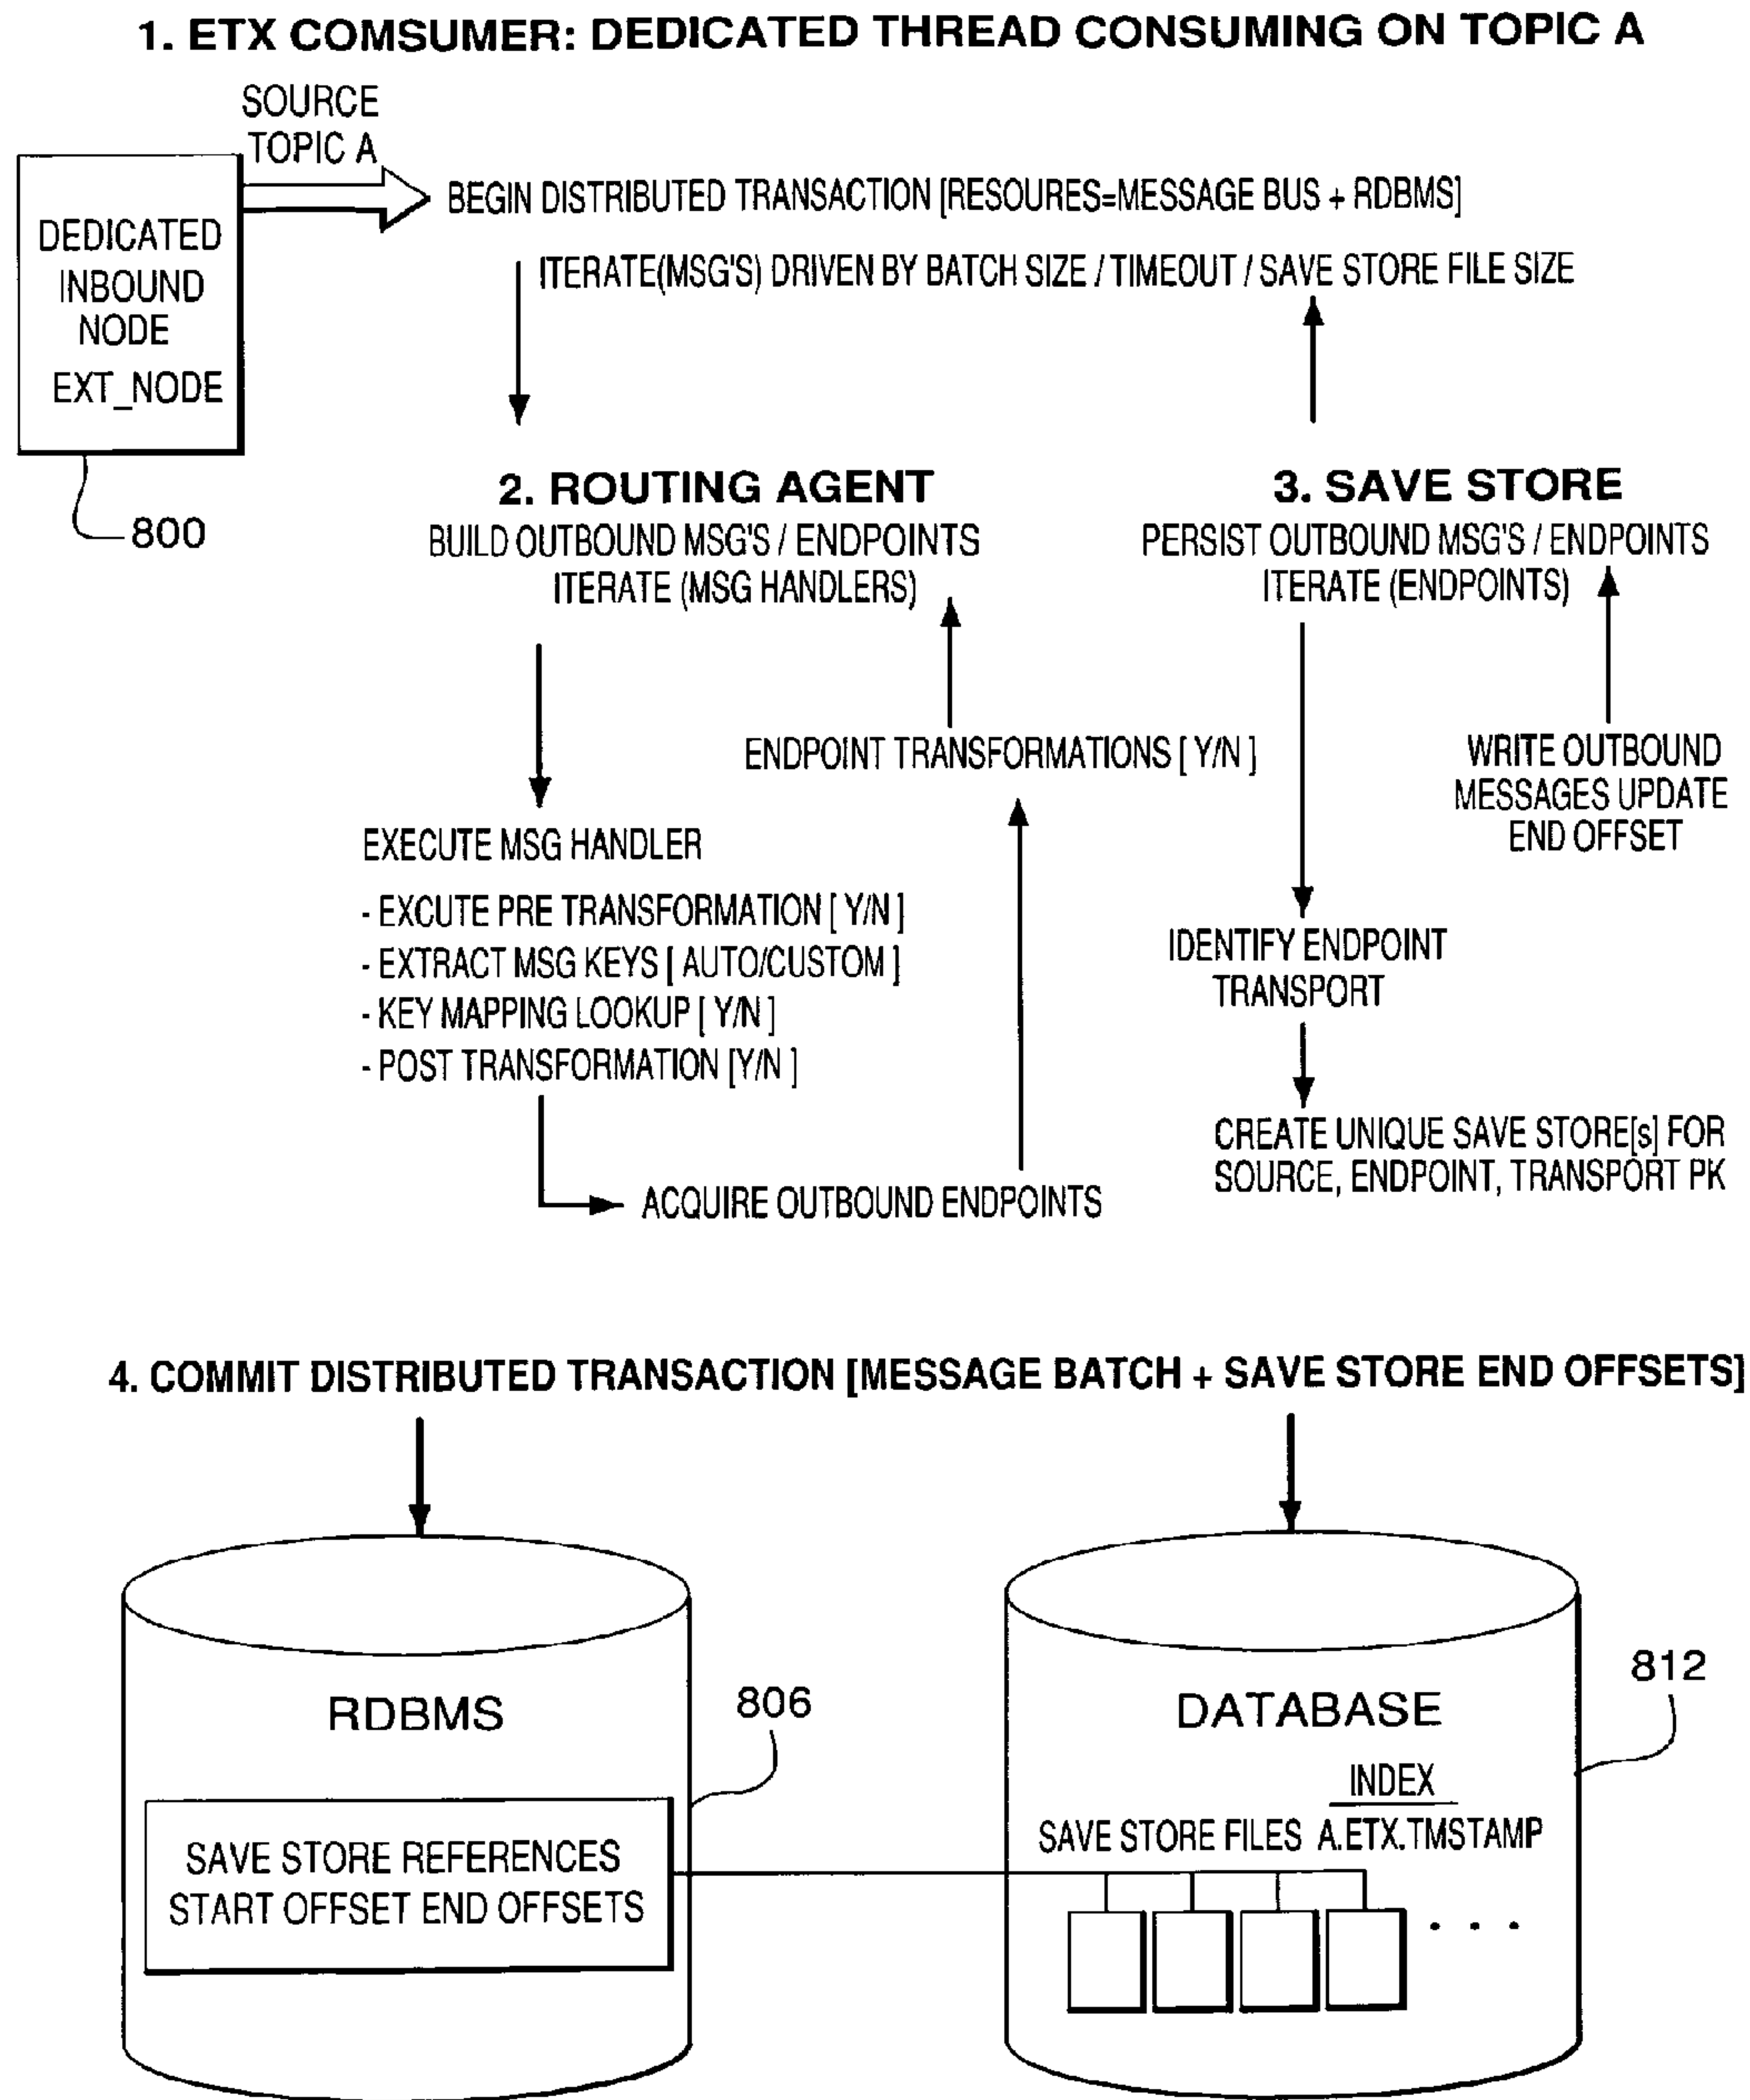 1. ETX COMSUMER: DEDICATED THREAD CONSUMING ON TOPIC A
SOURCE
TOPIC A
DEDICATED
INBOUND
NODE
EXT_NODE
800
BEGIN DISTRIBUTED TRANSACTION [RESOURES=MESSAGE BUS + RDBMS]
ITERATE(MSG'S) DRIVEN BY BATCH SIZE / TIMEOUT / SAVE STORE FILE SIZE
2. ROUTING AGENT
BUILD OUTBOUND MSG'S / ENDPOINTS
ITERATE (MSG HANDLERS)
ENDPOINT TRANSFORMATIONS [ Y/N ]
EXECUTE MSG HANDLER
- EXCUTE PRE TRANSFORMATION [ Y/N ]
- EXTRACT MSG KEYS [ AUTO/CUSTOM ]
- KEY MAPPING LOOKUP [ Y/N ]
- POST TRANSFORMATION [Y/N ]
ACQUIRE OUTBOUND ENDPOINTS
3. SAVE STORE
PERSIST OUTBOUND MSG'S / ENDPOINTS
ITERATE (ENDPOINTS)
WRITE OUTBOUND
MESSAGES UPDATE
END OFFSET
IDENTIFY ENDPOINT
TRANSPORT
CREATE UNIQUE SAVE STORE[s] FOR
SOURCE, ENDPOINT, TRANSPORT PK
4. COMMIT DISTRIBUTED TRANSACTION [MESSAGE BATCH + SAVE STORE END OFFSETS]
RDBMS
806
SAVE STORE REFERENCES
START OFFSET END OFFSETS
DATABASE
812
INDEX
SAVE STORE FILES A.ETX.TMSTAMP
. . .